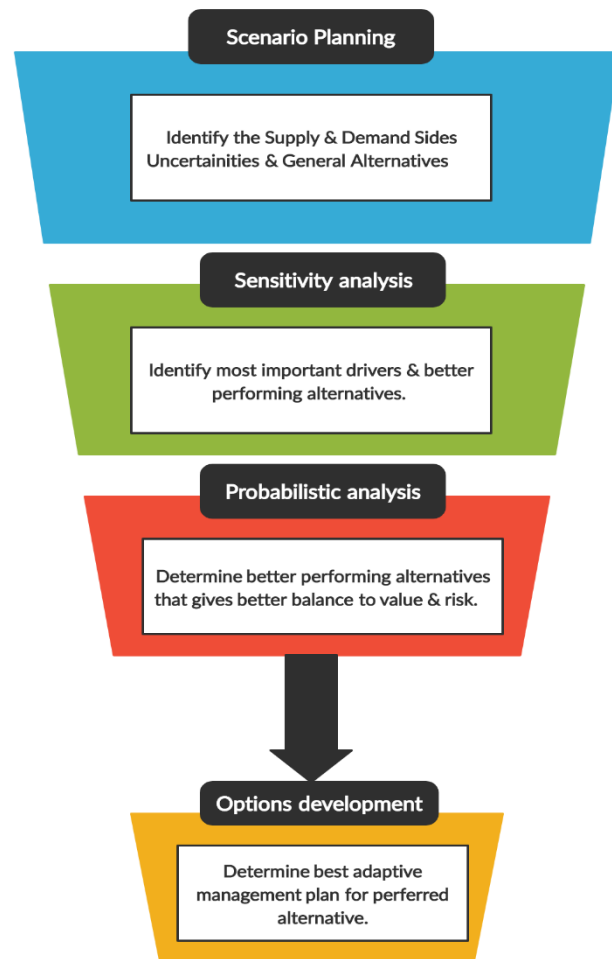 Scenario Planning
Identify the Supply & Demand Sides
Uncertainities & General Alternatives
Sensitivity analysis
Identify most important drivers & better
performing alternatives.
Probabilistic analysis
Determine better performing alternatives
that gives better balance to value & risk.
Options development
Determine best adaptive
management plan for perferred
alternative.